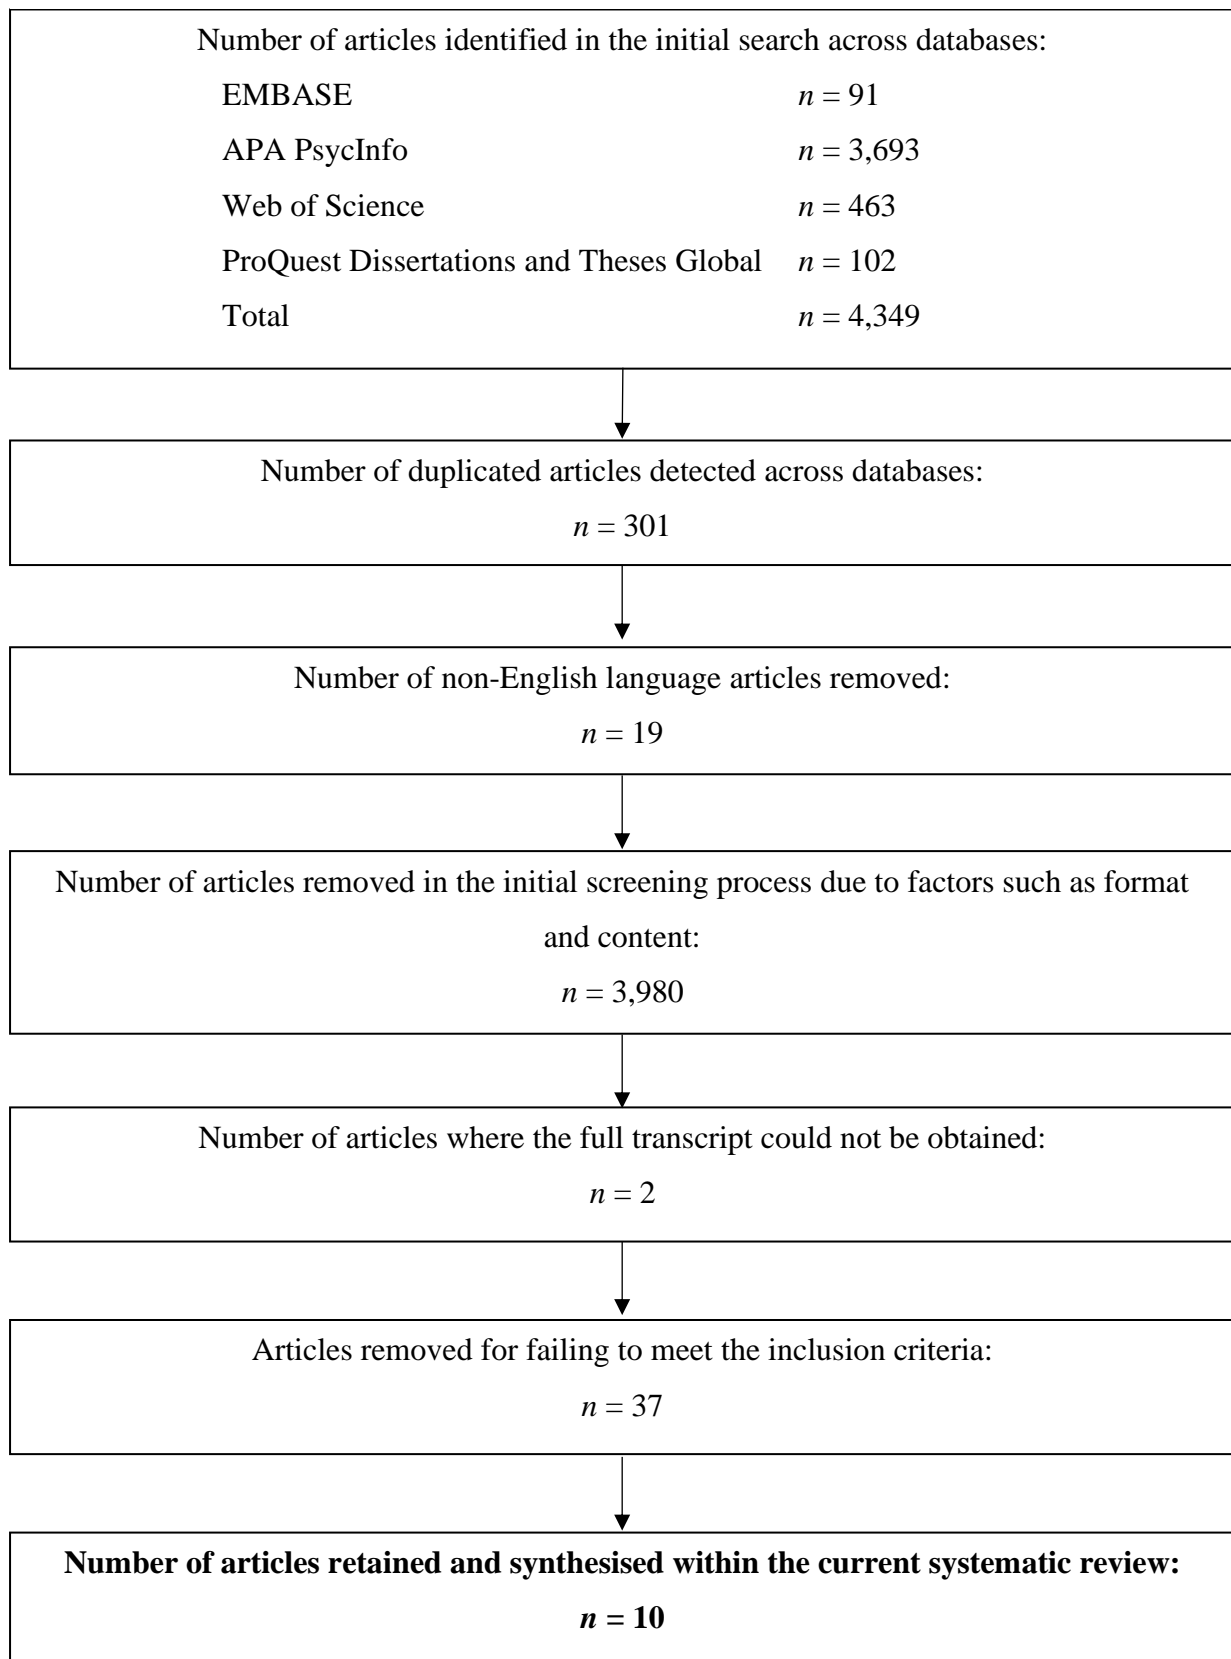 Number of articles identified in the initial search across databases:
EMBASE n = 91
APA PsycInfo n = 3,693
Web of Science n = 463
ProQuest Dissertations and Theses Global n = 102
Total n = 4,349
Number of duplicated articles detected across databases:
n = 301
Number of non-English language articles removed:
n = 19
Number of articles removed in the initial screening process due to factors such as format
and content:
n = 3,980
Number of articles where the full transcript could not be obtained:
n = 2
Articles removed for failing to meet the inclusion criteria:
n = 37
Number of articles retained and synthesised within the current systematic review:
n = 10